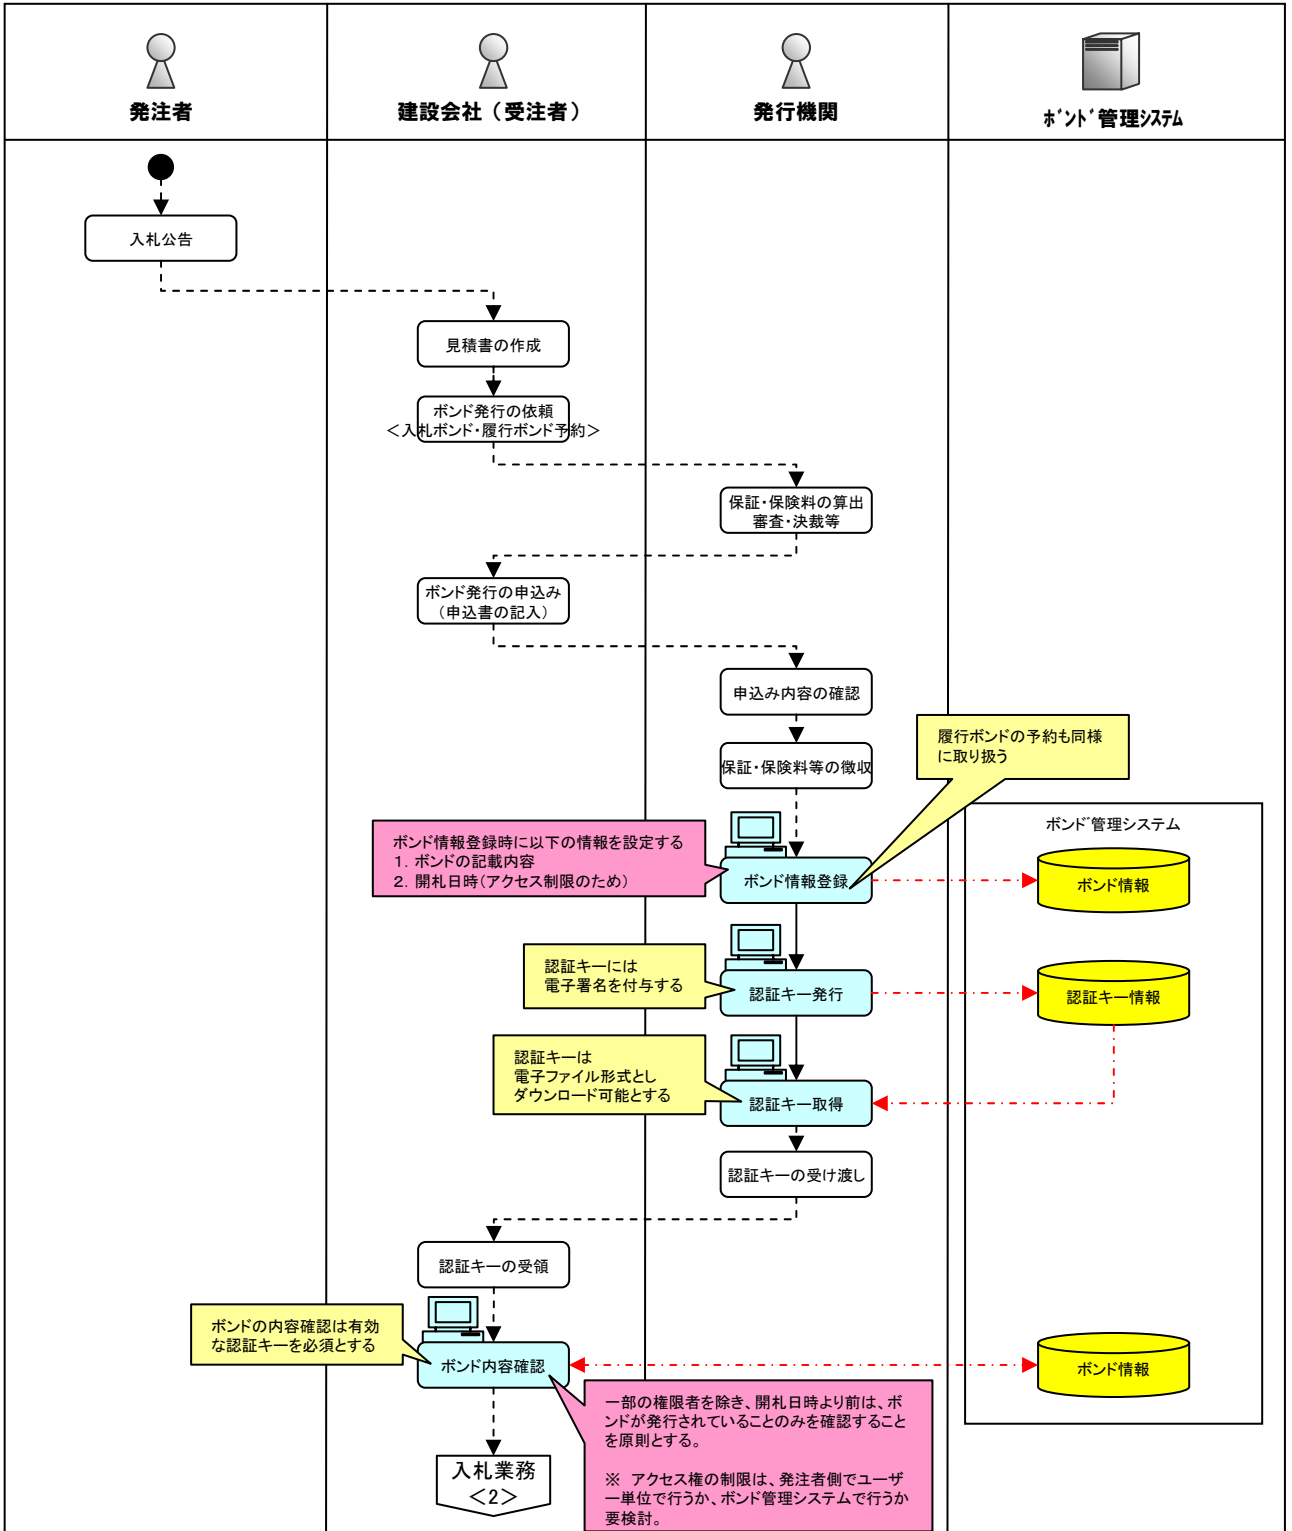 発注者
建設会社（受注者）
発行機関
ﾎﾞﾝﾄﾞ管理ｼｽﾃﾑ
入札公告
見積書の作成
ボンド発行の依頼
＜入札ボンド・履行ボンド予約＞
保証・保険料の算出
審査・決裁等
ボンド発行の申込み
（申込書の記入）
申込み内容の確認
履行ボンドの予約も同様
に取り扱う
保証・保険料等の徴収
ボンド管理システム
ボンド情報登録時に以下の情報を設定する
１．ボンドの記載内容
２．開札日時（アクセス制限のため）
ボンド情報登録
ボンド情報
認証キーには
電子署名を付与する
認証キー発行
認証キー情報
認証キーは
電子ファイル形式とし
ダウンロード可能とする
認証キー取得
認証キーの受け渡し
認証キーの受領
ボンドの内容確認は有効
な認証キーを必須とする
ボンド内容確認
ボンド情報
一部の権限者を除き、開札日時より前は、ボ
ンドが発行されていることのみを確認すること
を原則とする。
※　アクセス権の制限は、発注者側でユーザ
ー単位で行うか、ボンド管理システムで行うか
要検討。
入札業務
＜2＞